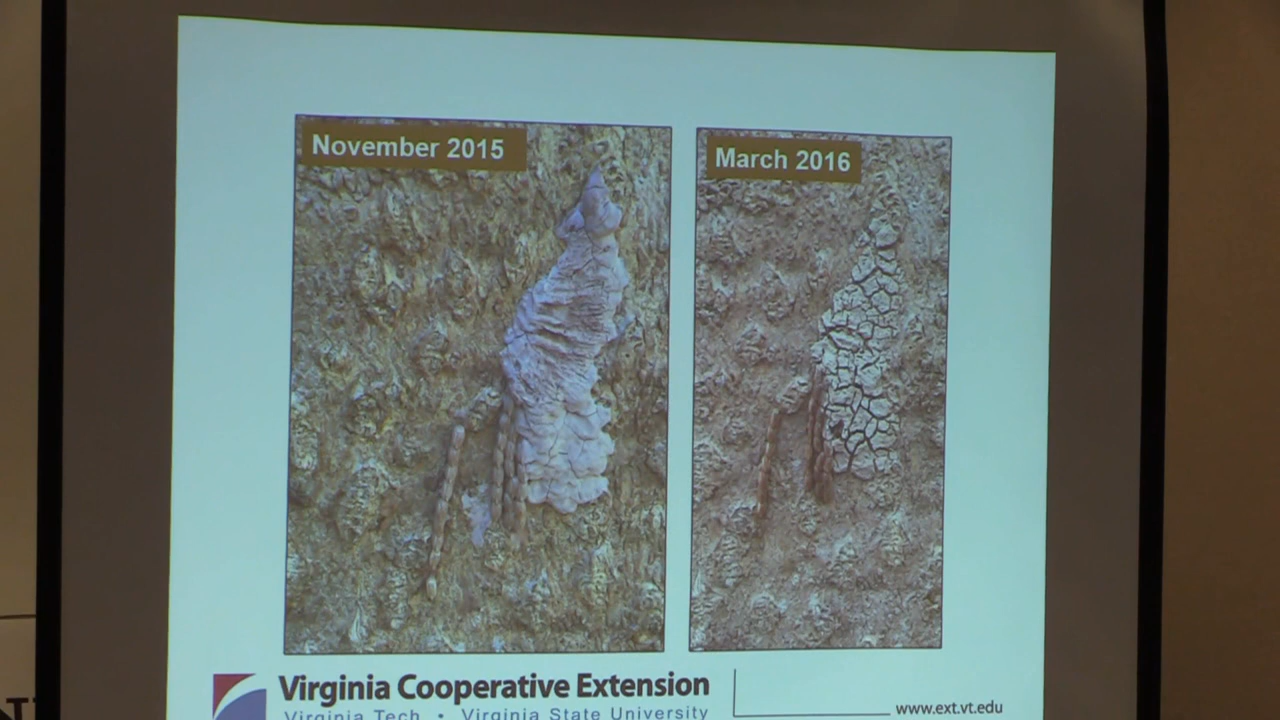 November 2015
March 2016
Virginia Cooperative Extension
Virginia Tech • Virginia State University
www.ext.vt.edu